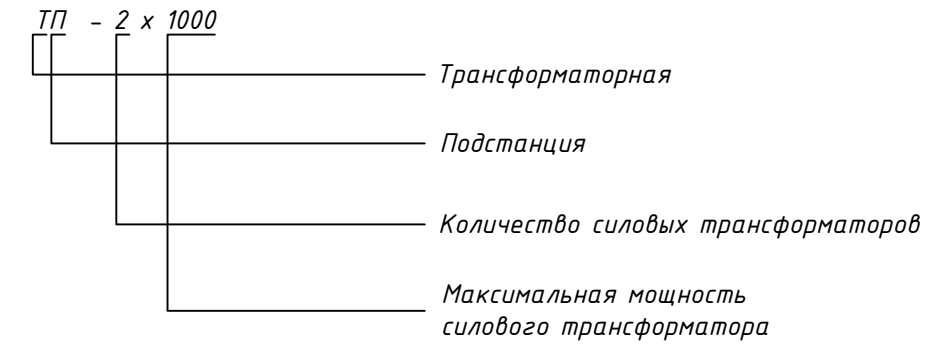 ТП - 2 х 1000
Трансформаторная
Подстанция
Количество силовых трансформаторов
Максимальная мощность
силового трансформатора